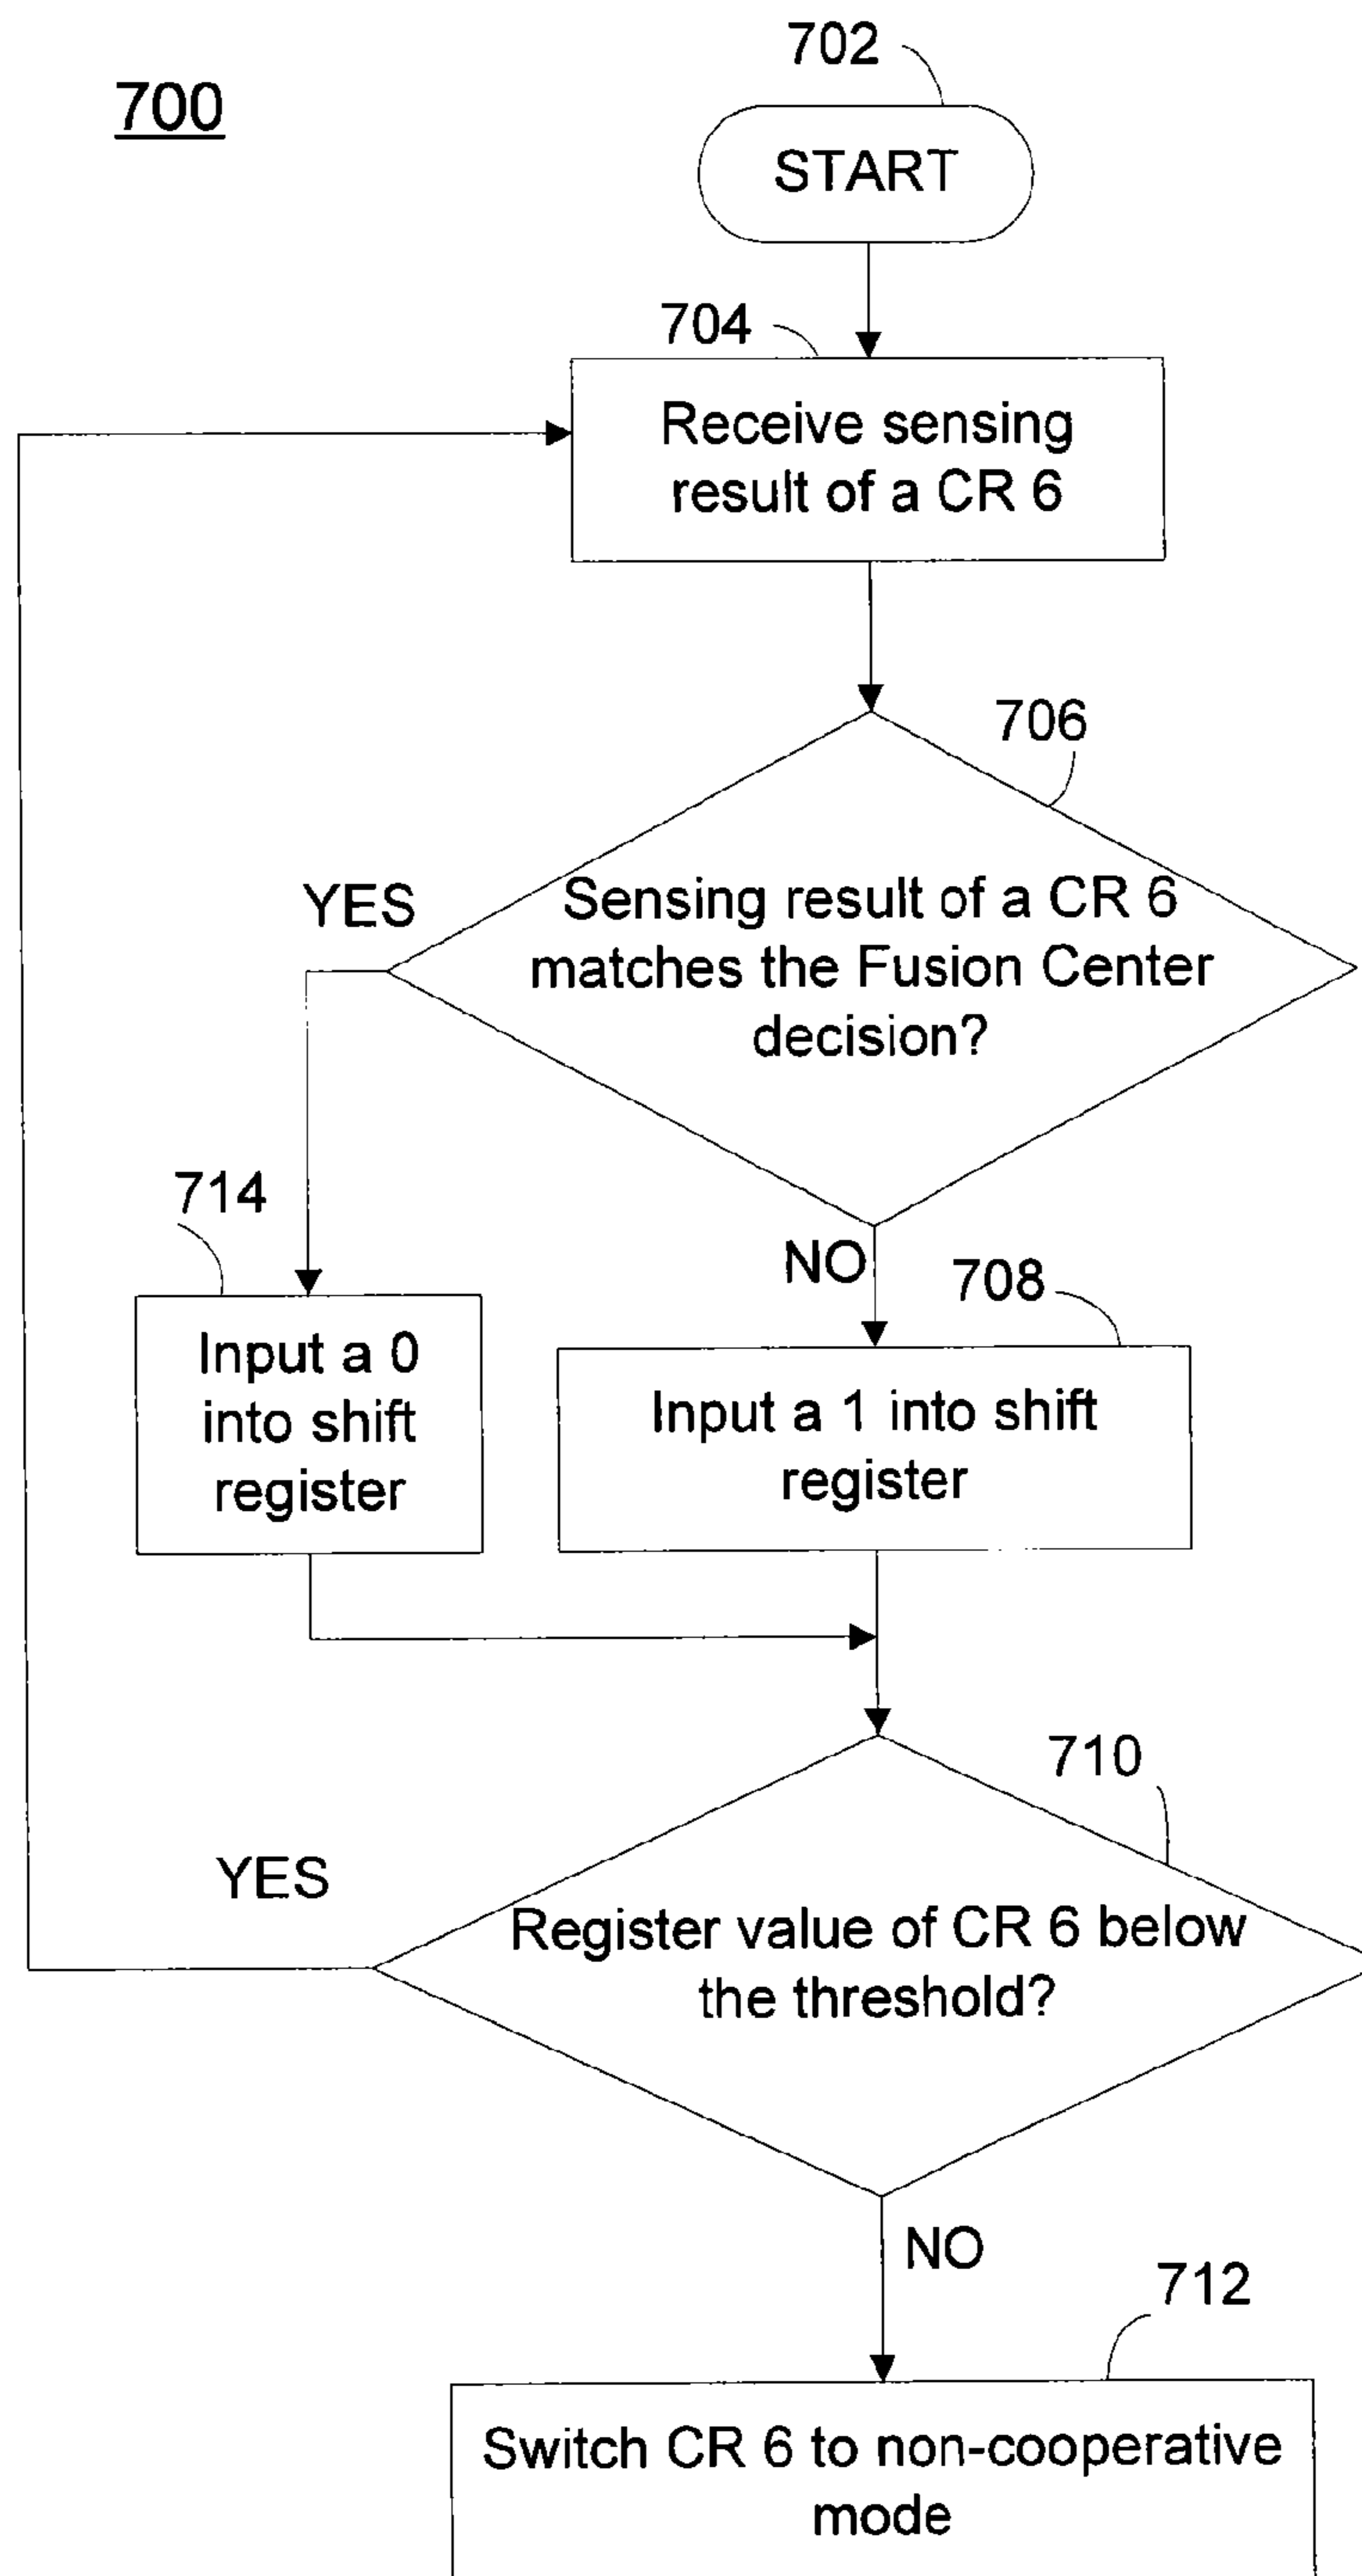 700
702
START
704
Receive sensing
result of a CR 6
706
YES
Sensing result of a CR 6
matches the Fusion Center
decision?
714
NO
708
Input a 0
into shift
register
Input a 1 into shift
register
710
YES
Register value of CR 6 below
the threshold?
NO
712
Switch CR 6 to non-cooperative
mode